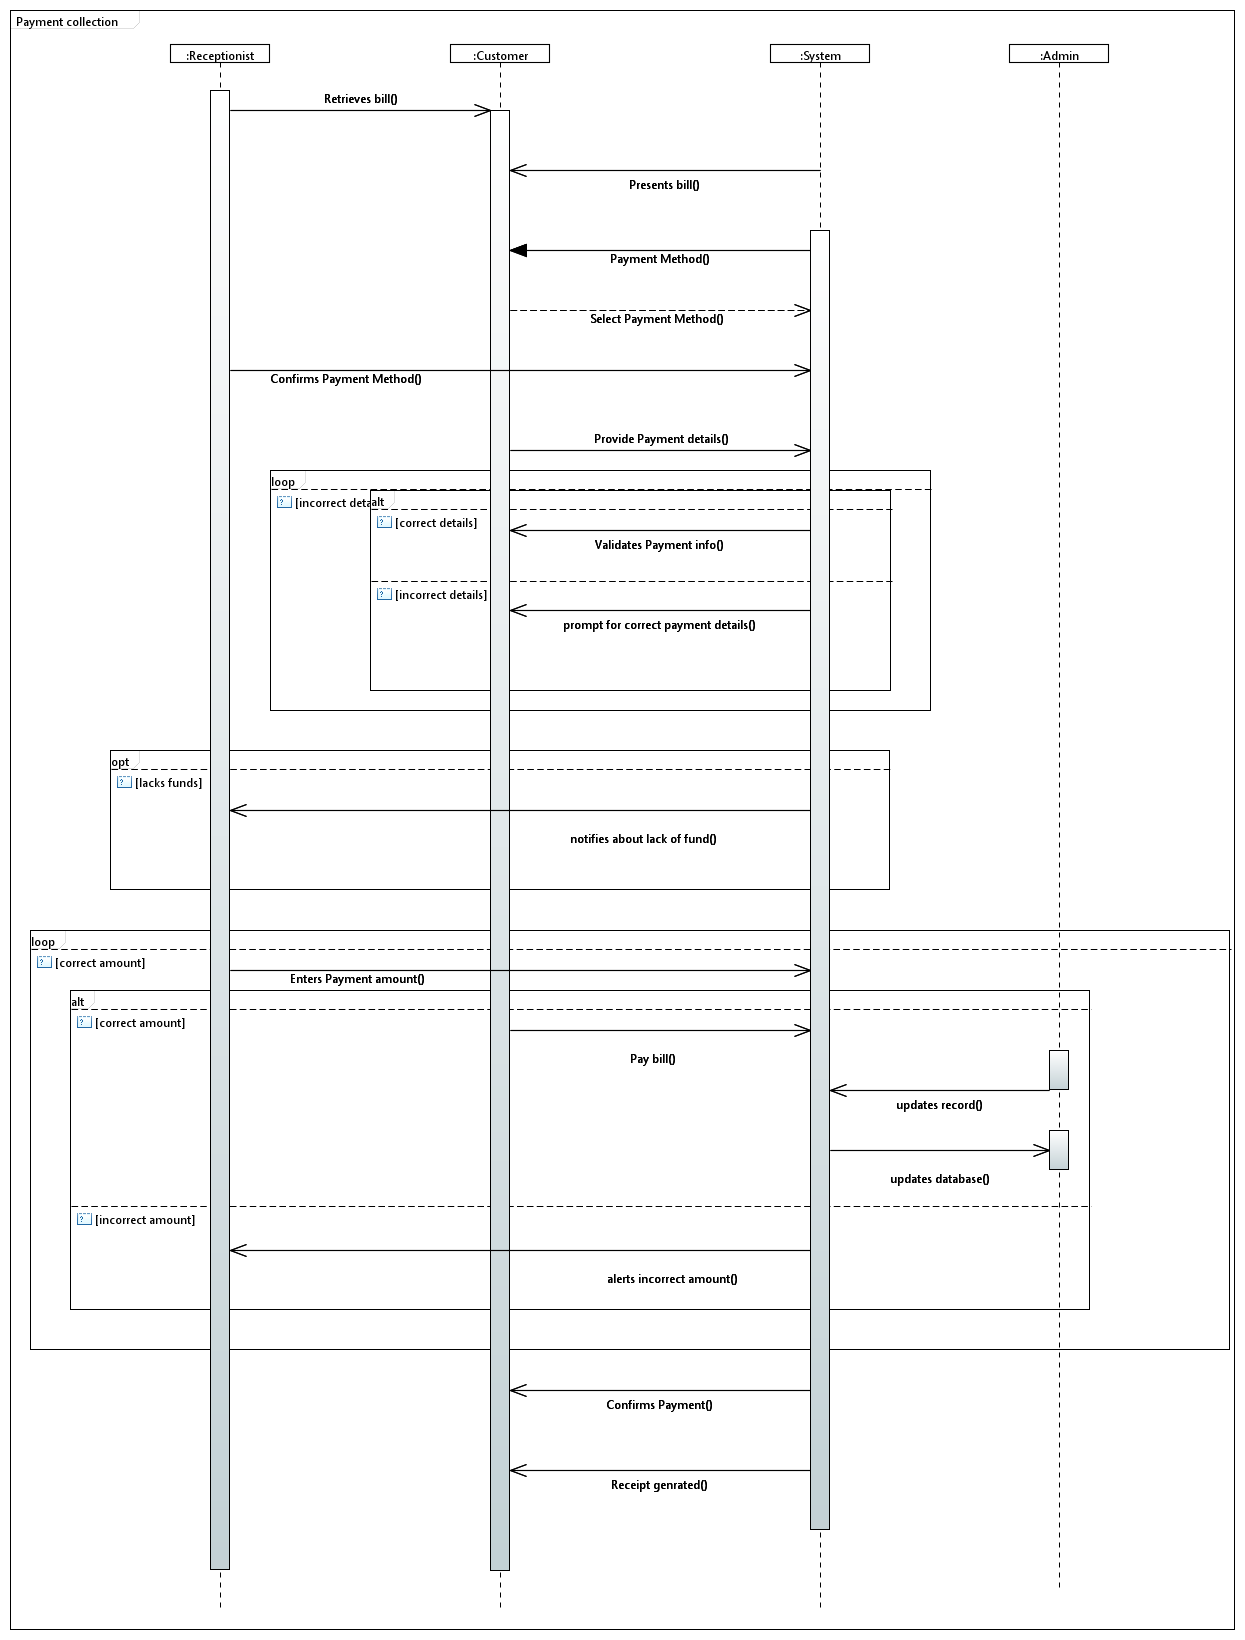 Payment collection
:Receptionist
:Customer
:System
:Admin
Retrieves bill()
Presents bill()
Payment Method()
Select Payment Method()
Confirms Payment Method()
Provide Payment details()
loop
[incorrect deta
alt
[correct details]
Validates Payment info()
[incorrect details]
prompt for correct payment details()
opt
[lacks funds]
notifies about lack of fund()
loop
[correct amount]
Enters Payment amount()
alt
[correct amount]
Pay bill()
updates record()
updates database()
[incorrect amount]
alerts incorrect amount()
Confirms Payment()
Receipt genrated()